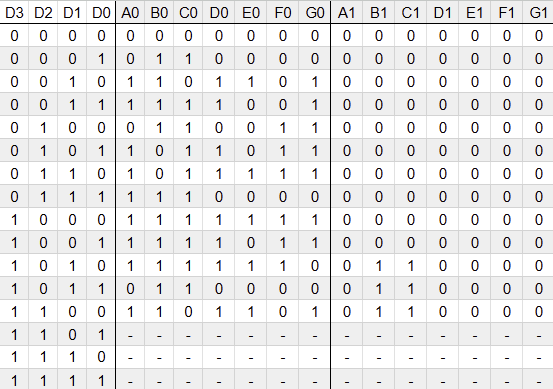 D3 D2 D1 D0 A0 B0 C0 D0 E0 F0 G0 A1 B1 C1 D1 E1 F1 G1
0 0 0 0 0 0 0 0 0 0 0 0 0 0 0 0 0 0
0 0 0 1 0 1 1 0 0 0 0 0 0 0 0 0 0 0
0 0 1 0 1 1 0 1 1 0 1 0 0 0 0 0 0 0
0 0 1 1 1 1 1 1 0 0 1 0 0 0 0 0 0 0
0 1 0 0 0 1 1 0 0 1 1 0 0 0 0 0 0 0
0 1 0 1 1 0 1 1 0 1 1 0 0 0 0 0 0 0
0 1 1 0 1 0 1 1 1 1 1 0 0 0 0 0 0 0
0 1 1 1 1 1 1 0 0 0 0 0 0 0 0 0 0 0
1 0 0 0 1 1 1 1 1 1 1 0 0 0 0 0 0 0
1 0 0 1 1 1 1 1 0 1 1 0 0 0 0 0 0 0
1 0 1 0 1 1 1 1 1 1 0 0 1 1 0 0 0 0
1 0 1 1 0 1 1 0 0 0 0 0 1 1 0 0 0 0
1 1 0 0 1 1 0 1 1 0 1 0 1 1 0 0 0 0
1 1 0 1 - - - - - - - - - - - - - -
1 1 1 0 - - - - - - - - - - - - - -
1 1 1 1 - - - - - - - - - - - - - -